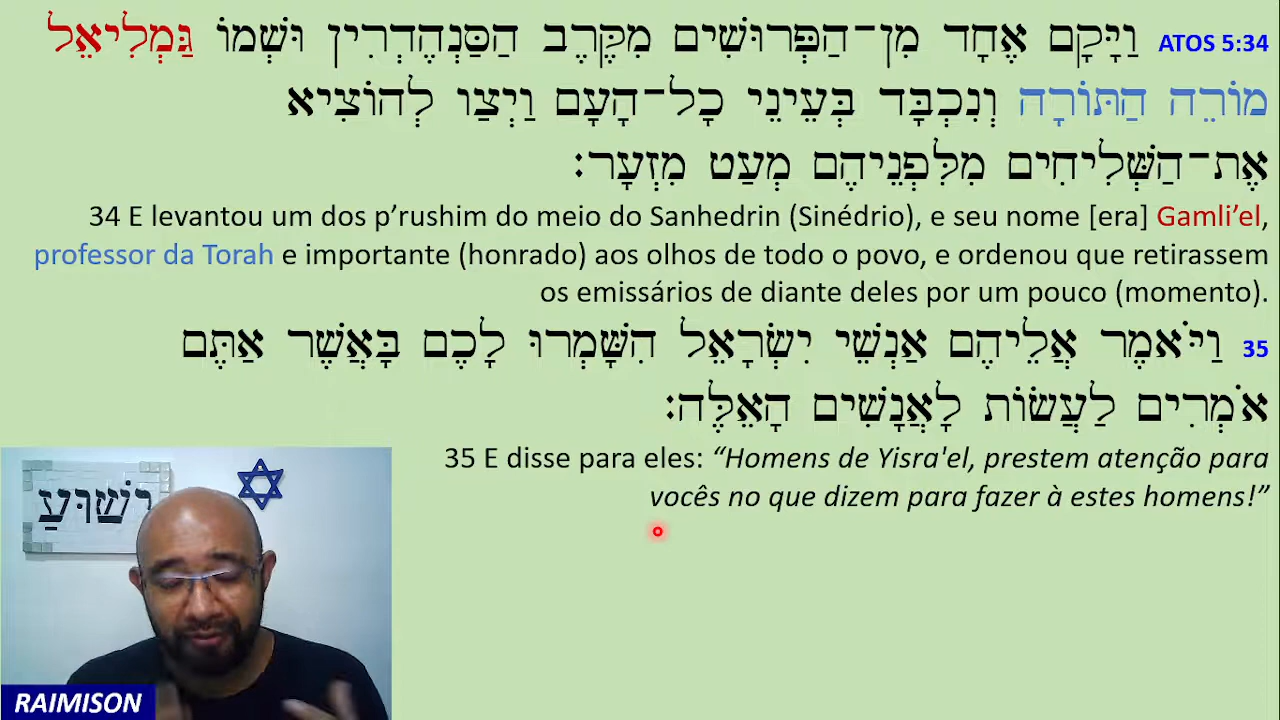 ATOS 5:34 וַיָּקָם אֶחָד מִן־הַפְּרוּשִׁים מִקֶּרֶב הַסַּנְהֶדְרִין וּשְׁמוֹ גַּמְלִיאֵל
מוֹרֵה הַתּוֹרָה וְנִכְבָּד בְּעֵינֵי כָל־הָעָם וַיְצַו לְהוֹצִיא
אֶת־הַשְּׁלִיחִים מִלִּפְנֵיהֶם מְעַט מִזְעָר׃
34 E levantou um dos p’rushim do meio do Sanhedrin (Sinédrio), e seu nome [era] Gamli’el,
professor da Torah e importante (honrado) aos olhos de todo o povo, e ordenou que retirassem
os emissários de diante deles por um pouco (momento).
35 וַיֹּאמֶר אֲלֵיהֶם אַנְשֵׁי יִשְׂרָאֵל הִשָּׁמְרוּ לָכֶם בָּאֲשֶׁר אַתֶּם
אֹמְרִים לַעֲשׂוֹת לָאֲנָשִׁים הָאֵלֶּה׃
35 E disse para eles: “Homens de Yisra'el, prestem atenção para
vocês no que dizem para fazer à estes homens!”
יֵשׁוּעַ
RAIMISON